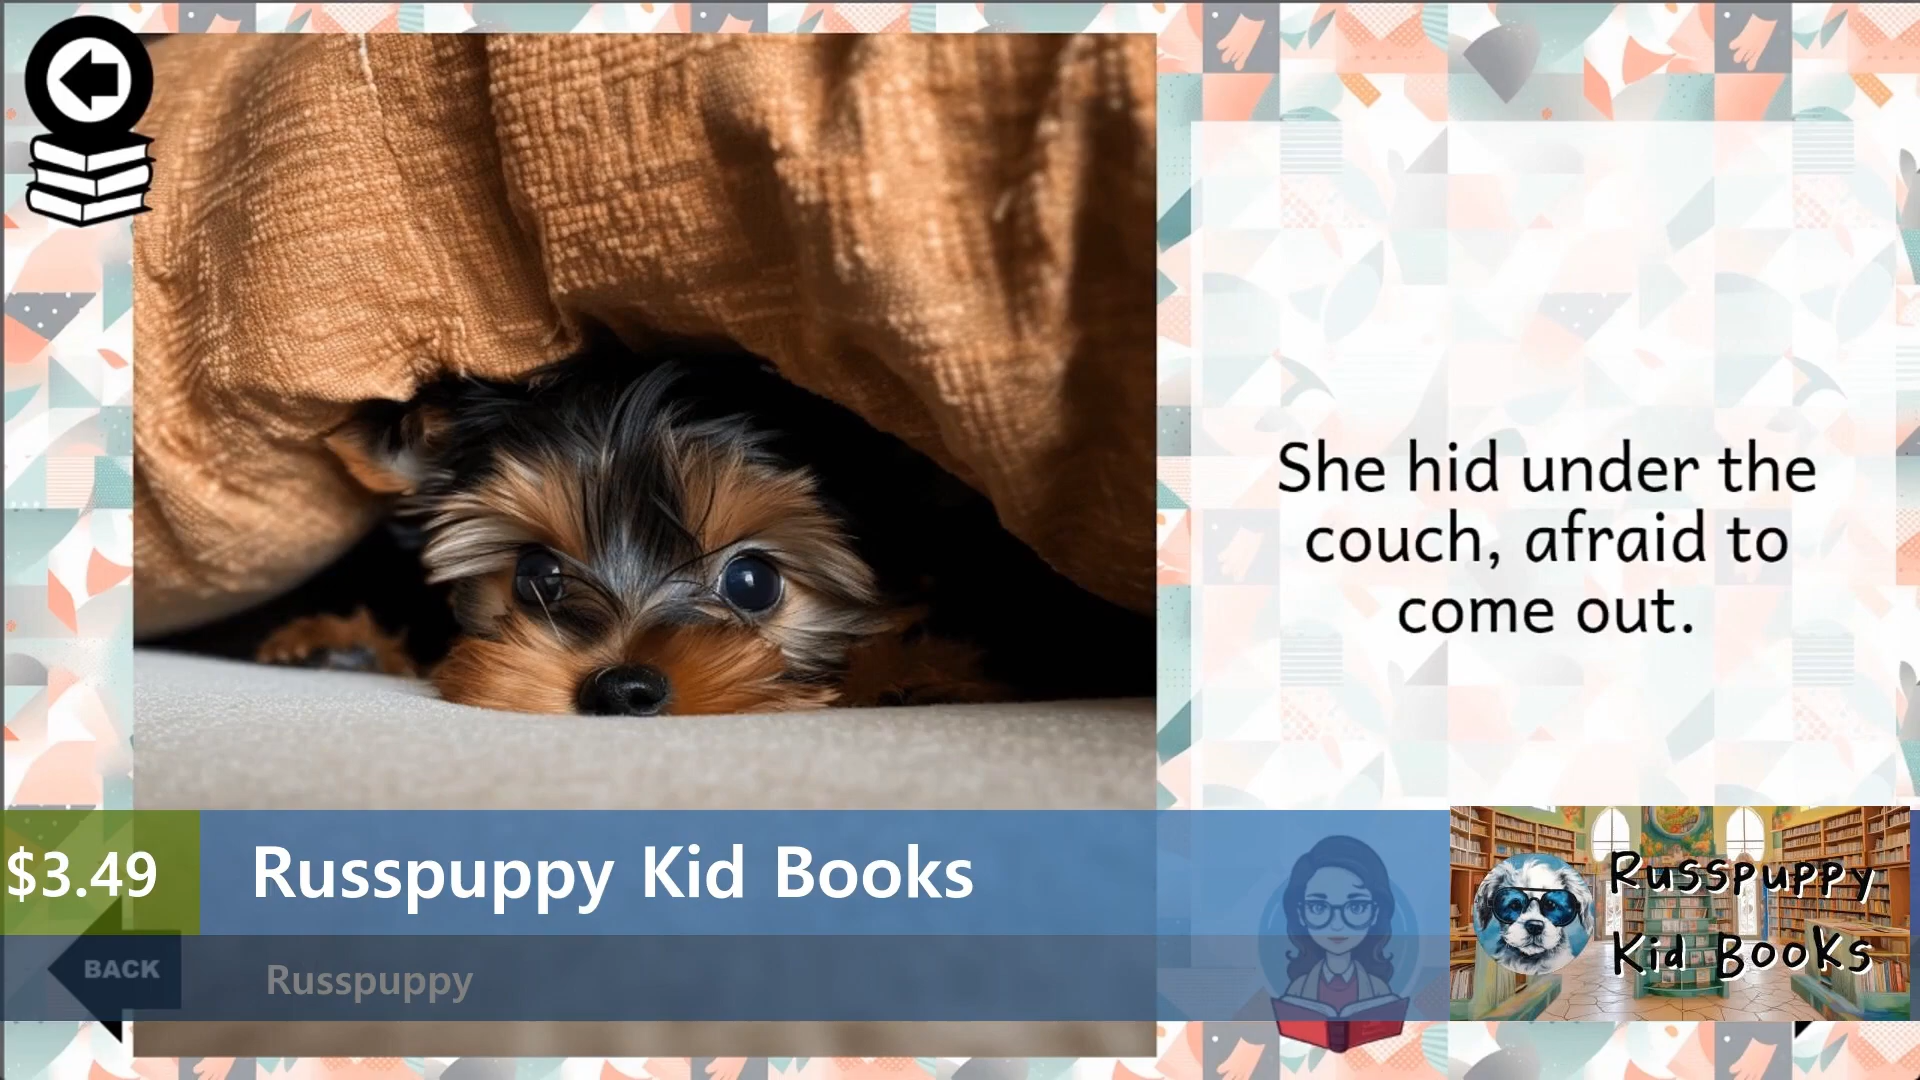 She hid under the
couch, afraid to
come out.
$3.49
Russpuppy Kid Books
BACK
Russpuppy
Russpuppy
Kid Books